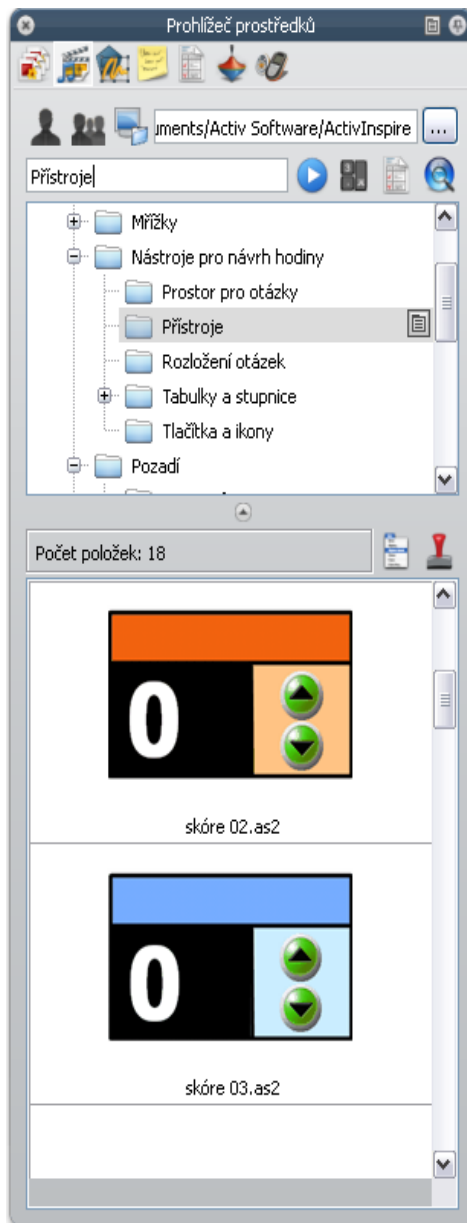 Prohlížeč prostředků
uments/Activ Software/ActivInspire
...
Přístroje
Mřížky
Nástroje pro návrh hodiny
Prostor pro otázky
Přístroje
Rozložení otázek
Tabulky a stupnice
Tlačítka a ikony
Pozadí
Počet položek: 18
0
skóre 02.as2
0
skóre 03.as2